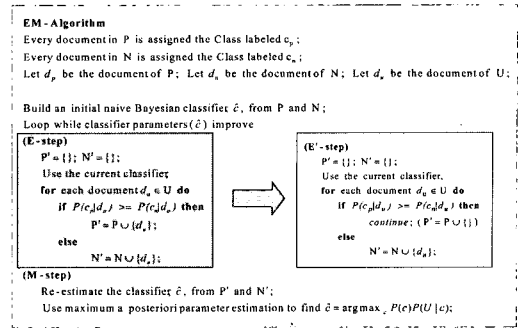 EM - Algorithm
Every document in P is assigned the Class labeled c_p ;
Every document in N is assigned the Class labeled c_n ;
Let d_p be the document of P; Let d_n be the document of N; Let d_u be the document of U;
Build an initial naive Bayesian classifier ĉ, from P and N;
Loop while classifier parameters (ĉ) improve
(E-step)
P' = {}; N' = {};
Use the current classifier,
for each document d_u ∈ U do
if P(c_p|d_u) >= P(c_n|d_u) then
P' = P ∪ {d_u};
else
N' = N ∪ {d_u};
(E'-step)
P' = {}; N' = {};
Use the current classifier,
for each document d_u ∈ U do
if P(c_p|d_u) >= P(c_n|d_u) then
continue; ( P' = P ∪ {})
else
N' = N ∪ {d_u};
(M -step)
Re-estimate the classifier ĉ, from P' and N';
Use maximum a posteriori parameter estimation to find ĉ = argmax_c P(c)P(U | c);